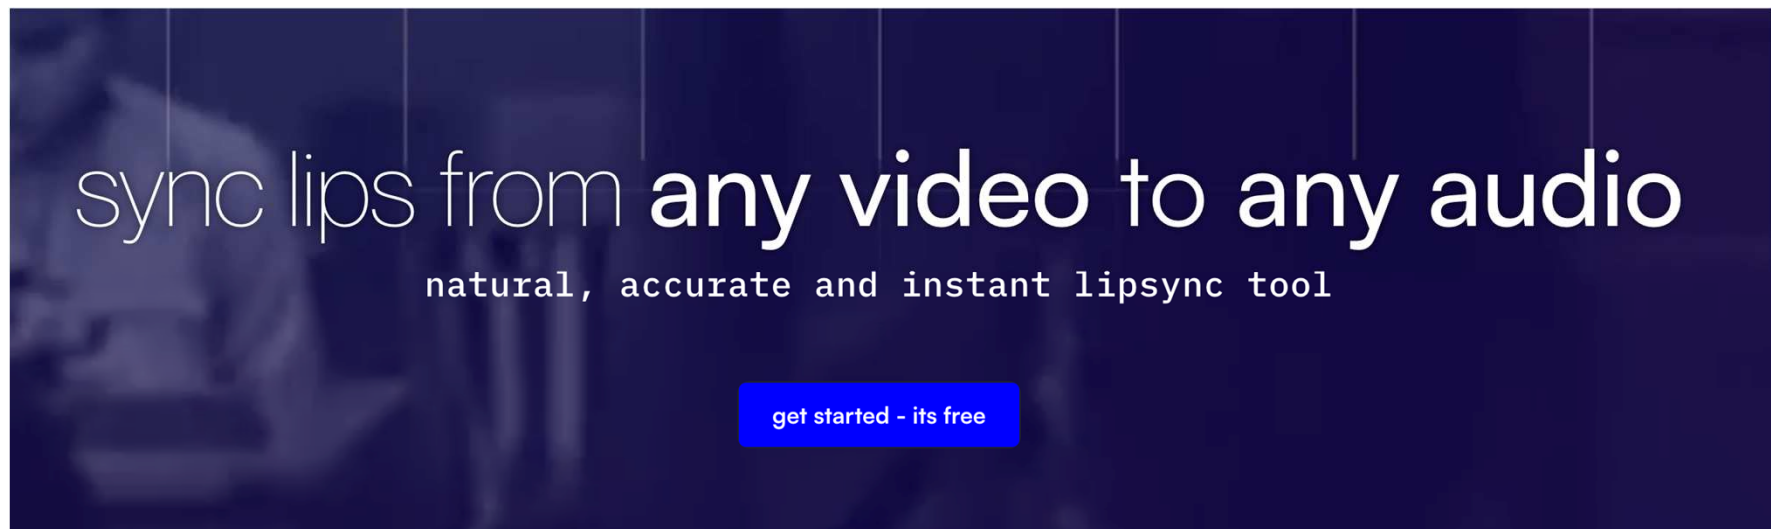 sync lips from any video to any audio
natural, accurate and instant lipsync tool
get started - its free